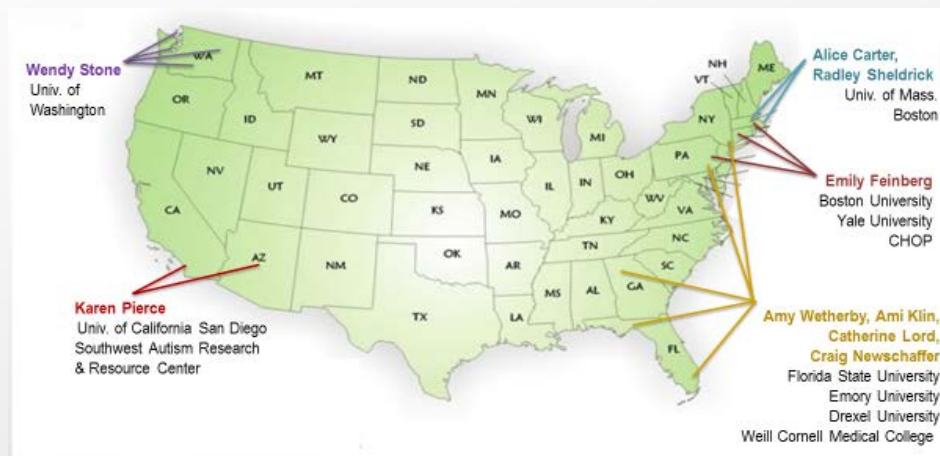 Wendy Stone
Univ. of
Washington
Karen Pierce
Univ. of California San Diego
Southwest Autism Research
& Resource Center
Alice Carter,
Radley Sheldrick
Univ. of Mass.
Boston
Emily Feinberg
Boston University
Yale University
CHOP
Amy Wetherby, Ami Klin,
Catherine Lord,
Craig Newschaffer
Florida State University
Emory University
Drexel University
Weill Cornell Medical College
WA
OR
ID
MT
ND
SD
MN
WI
MI
NY
NH
VT
ME
WY
NE
IA
IL
IN
OH
PA
NV
UT
CO
KS
MO
KY
WV
VA
CA
AZ
NM
OK
AR
TN
NC
SC
TX
LA
MS
AL
GA
FL